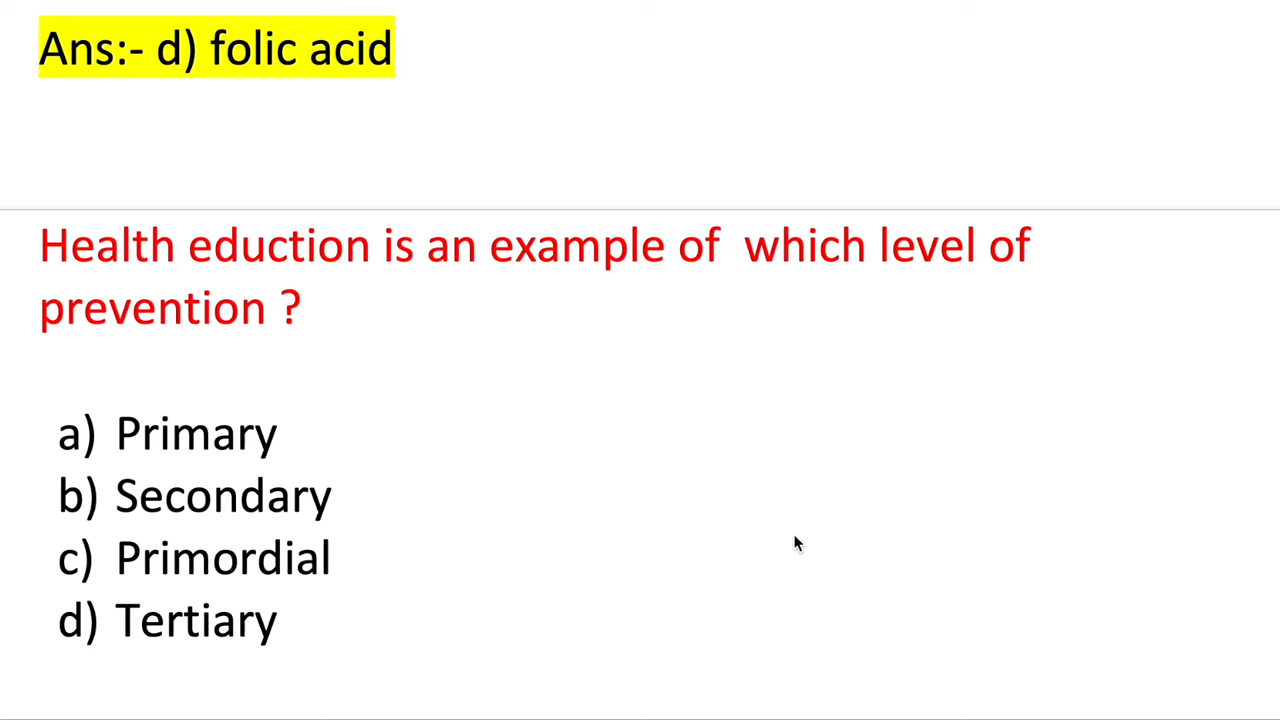 Ans:- d) folic acid
Health eduction is an example of  which level of
prevention ?
a) Primary
b) Secondary
c) Primordial
d) Tertiary